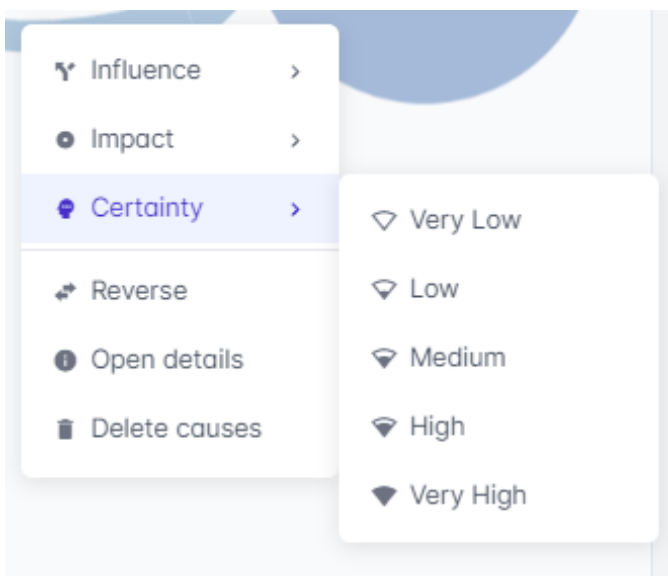 Influence
Impact
Certainty
Reverse
Open details
Delete causes
Very Low
Low
Medium
High
Very High